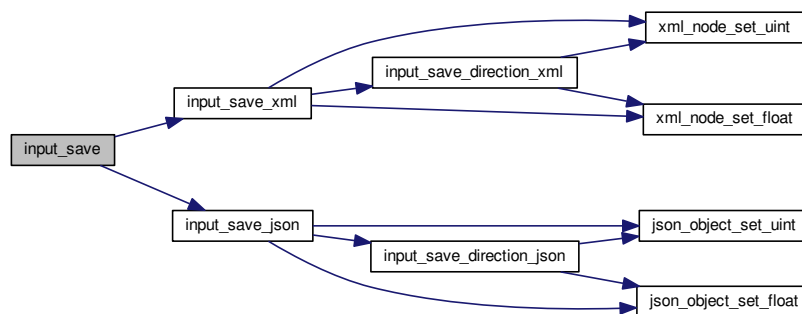 input_save
input_save_xml
input_save_direction_xml
xml_node_set_uint
xml_node_set_float
input_save_json
input_save_direction_json
json_object_set_uint
json_object_set_float